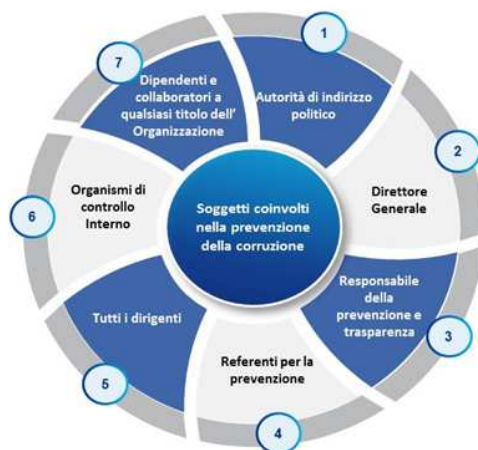 Soggetti coinvolti
nella prevenzione
della corruzione
1
Autorità di indirizzo
politico
2
Direttore
Generale
3
Responsabile
della
prevenzione e
trasparenza
4
Referenti per la
prevenzione
5
Tutti i dirigenti
6
Organismi di
controllo
Interno
7
Dipendenti e
collaboratori a
qualsiasi titolo dell'
Organizzazione